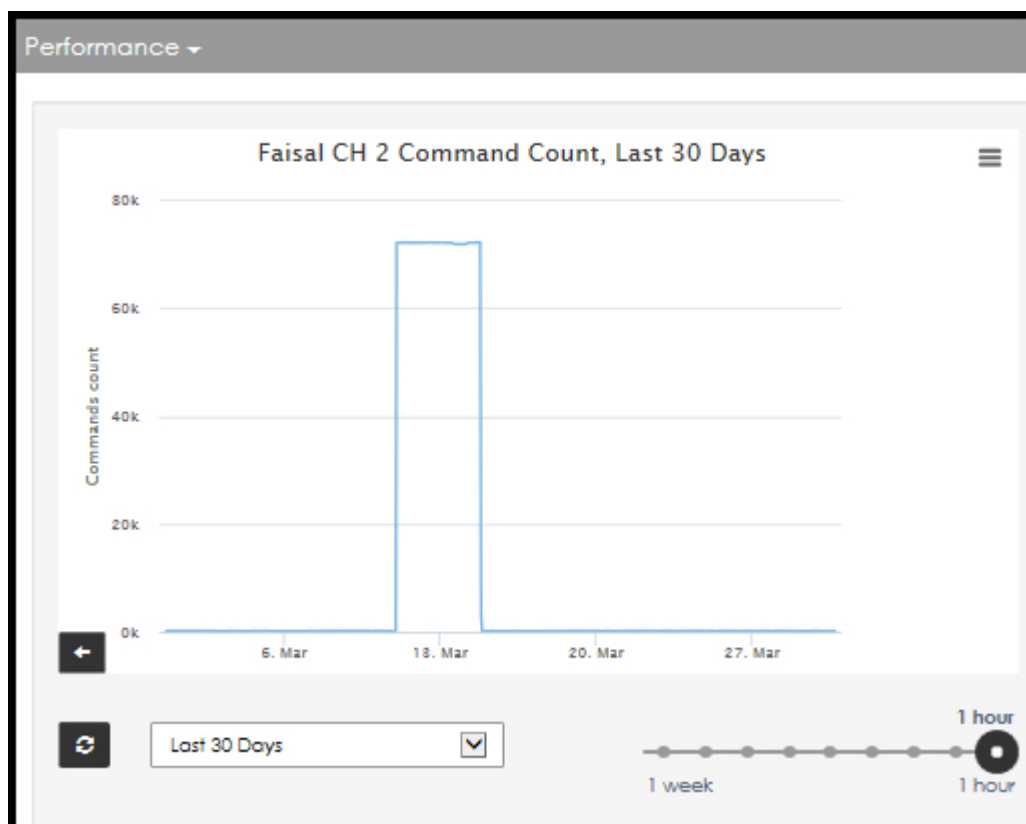 Performance
Faisal CH 2 Command Count, Last 30 Days
80k
60k
40k
20k
0k
Commands count
6. Mar
18. Mar
20. Mar
27. Mar
Last 30 Days
1 hour
1 week
1 hour